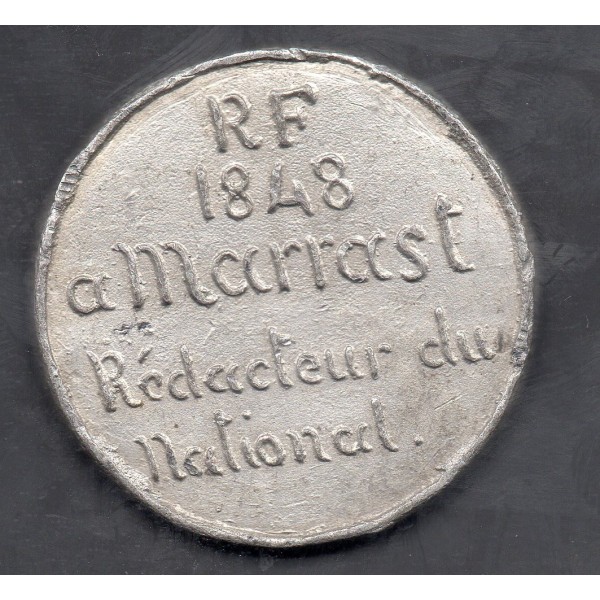 RF
1848
a Marrast
Rédacteur du
national.